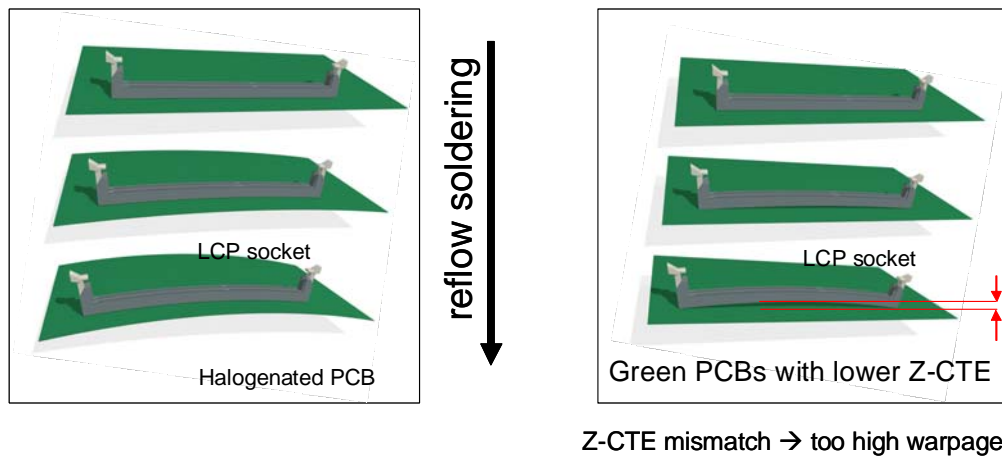 LCP socket
Halogenated PCB
reflow soldering
LCP socket
Green PCBs with lower Z-CTE
Z-CTE mismatch → too high warpage